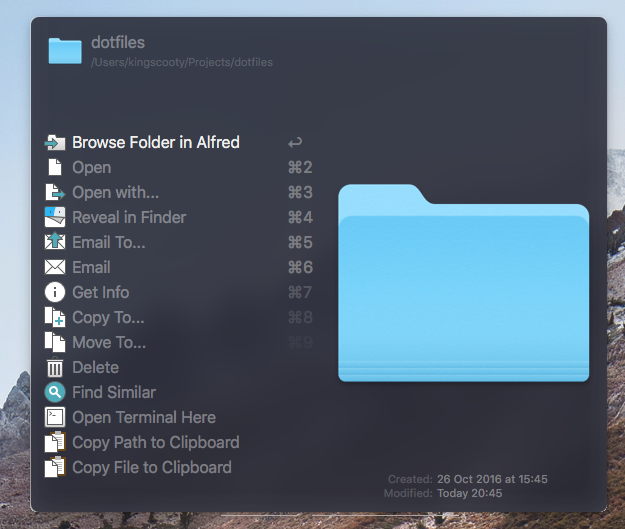 dotfiles
/Users/kingscooty/Projects/dotfiles
Browse Folder in Alfred ↩
Open ⌘2
Open with... ⌘3
Reveal in Finder ⌘4
Email To... ⌘5
Email ⌘6
Get Info ⌘7
Copy To... ⌘8
Move To... ⌘9
Delete
Find Similar
Open Terminal Here
Copy Path to Clipboard
Copy File to Clipboard
Created: 26 Oct 2016 at 15:45
Modified: Today 20:45